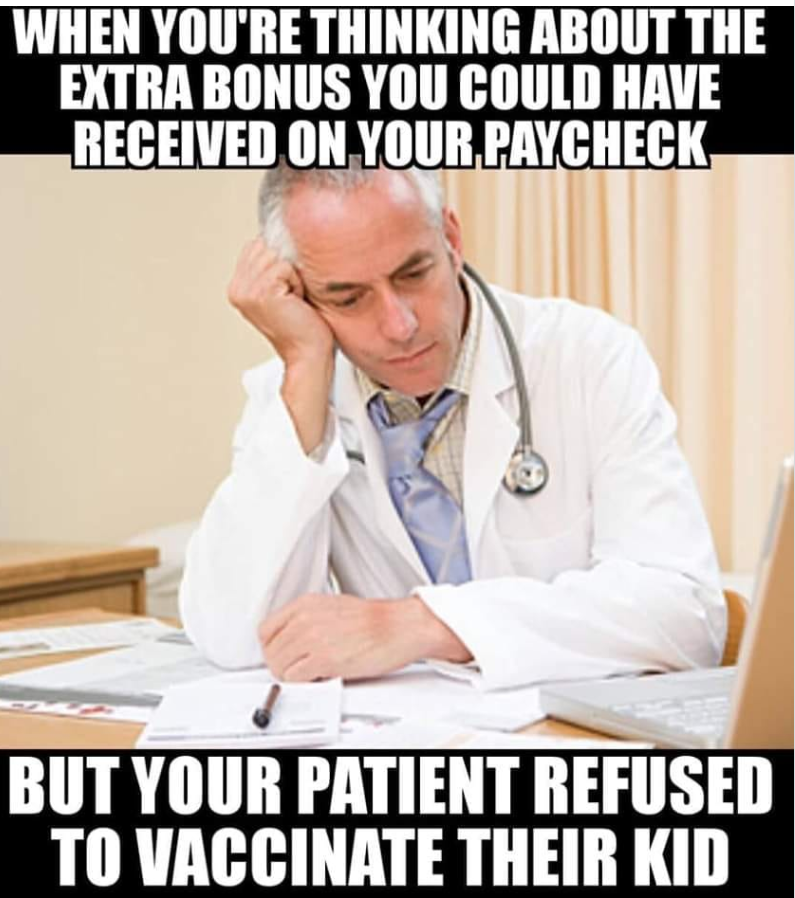 WHEN YOU'RE THINKING ABOUT THE
EXTRA BONUS YOU COULD HAVE
RECEIVED ON YOUR PAYCHECK
BUT YOUR PATIENT REFUSED
TO VACCINATE THEIR KID